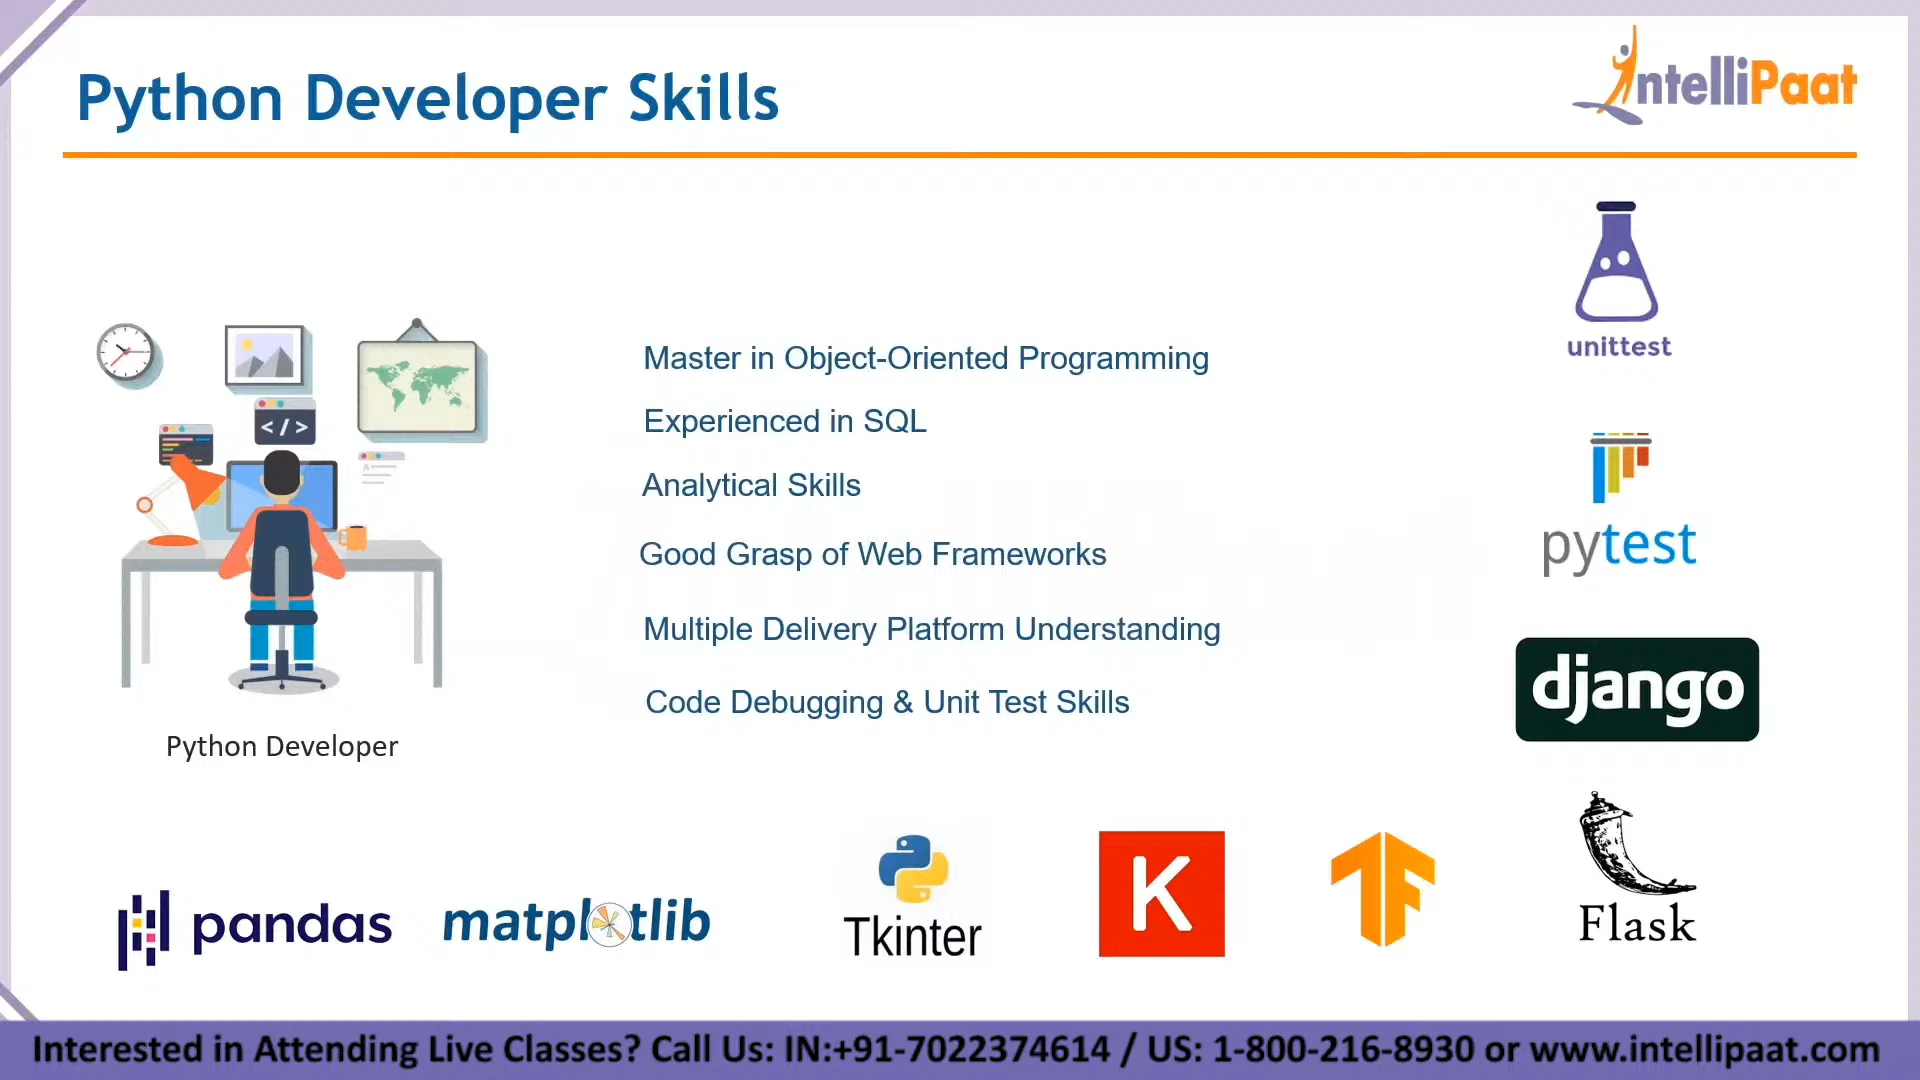 Python Developer Skills
IntelliPaat
unittest
Master in Object-Oriented Programming
Experienced in SQL
</>
A
Analytical Skills
pytest
Good Grasp of Web Frameworks
Multiple Delivery Platform Understanding
django
Code Debugging & Unit Test Skills
Python Developer
pandas
matplotlib
Tkinter
K
TF
Flask
Interested in Attending Live Classes? Call Us: IN:+91-7022374614 / US: 1-800-216-8930 or www.intellipaat.com